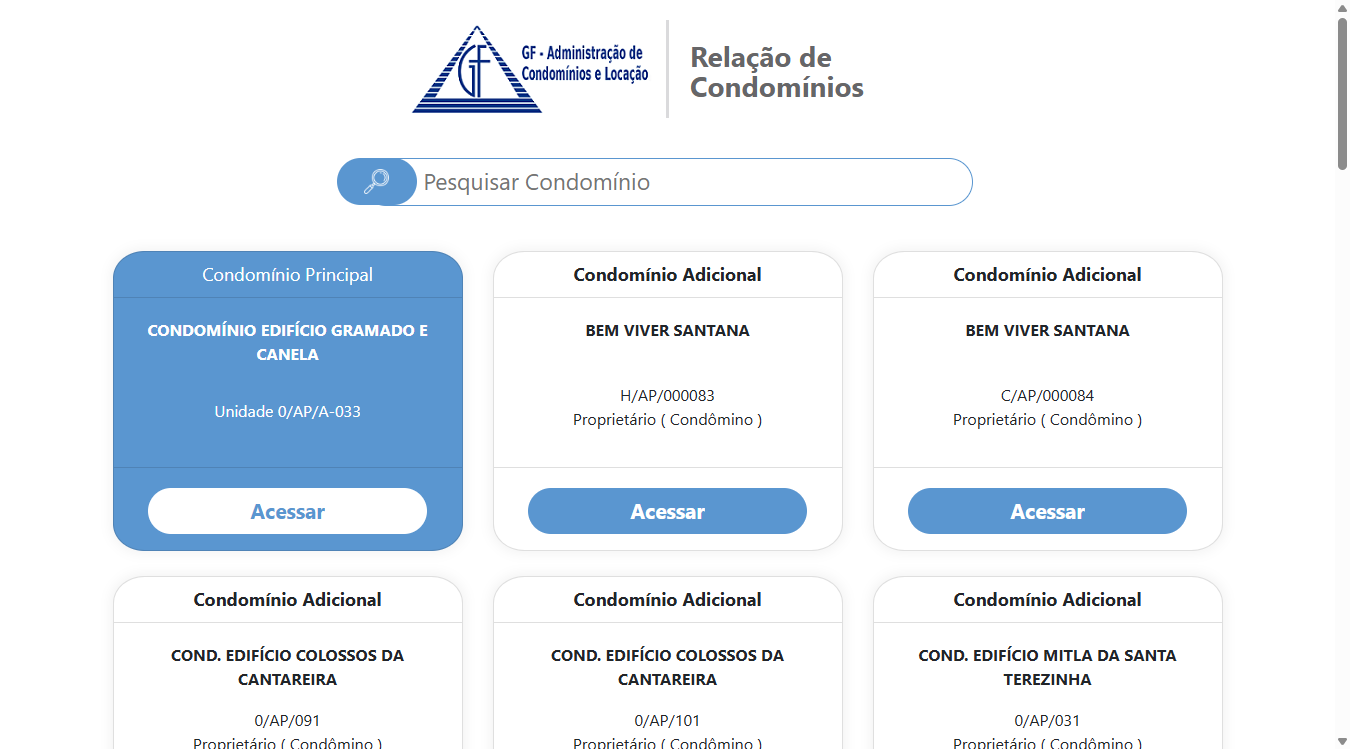 GF - Administração de
Condomínios e Locação
Relação de
Condomínios
Pesquisar Condomínio
Condomínio Principal
CONDOMÍNIO EDIFÍCIO GRAMADO E
CANELA
Unidade 0/AP/A-033
Acessar
Condomínio Adicional
BEM VIVER SANTANA
H/AP/000083
Proprietário ( Condômino )
Acessar
Condomínio Adicional
BEM VIVER SANTANA
C/AP/000084
Proprietário ( Condômino )
Acessar
Condomínio Adicional
COND. EDIFÍCIO COLOSSOS DA
CANTAREIRA
0/AP/091
Proprietário ( Condômino )
Condomínio Adicional
COND. EDIFÍCIO COLOSSOS DA
CANTAREIRA
0/AP/101
Proprietário ( Condômino )
Condomínio Adicional
COND. EDIFÍCIO MITLA DA SANTA
TEREZINHA
0/AP/031
Proprietário ( Condômino )